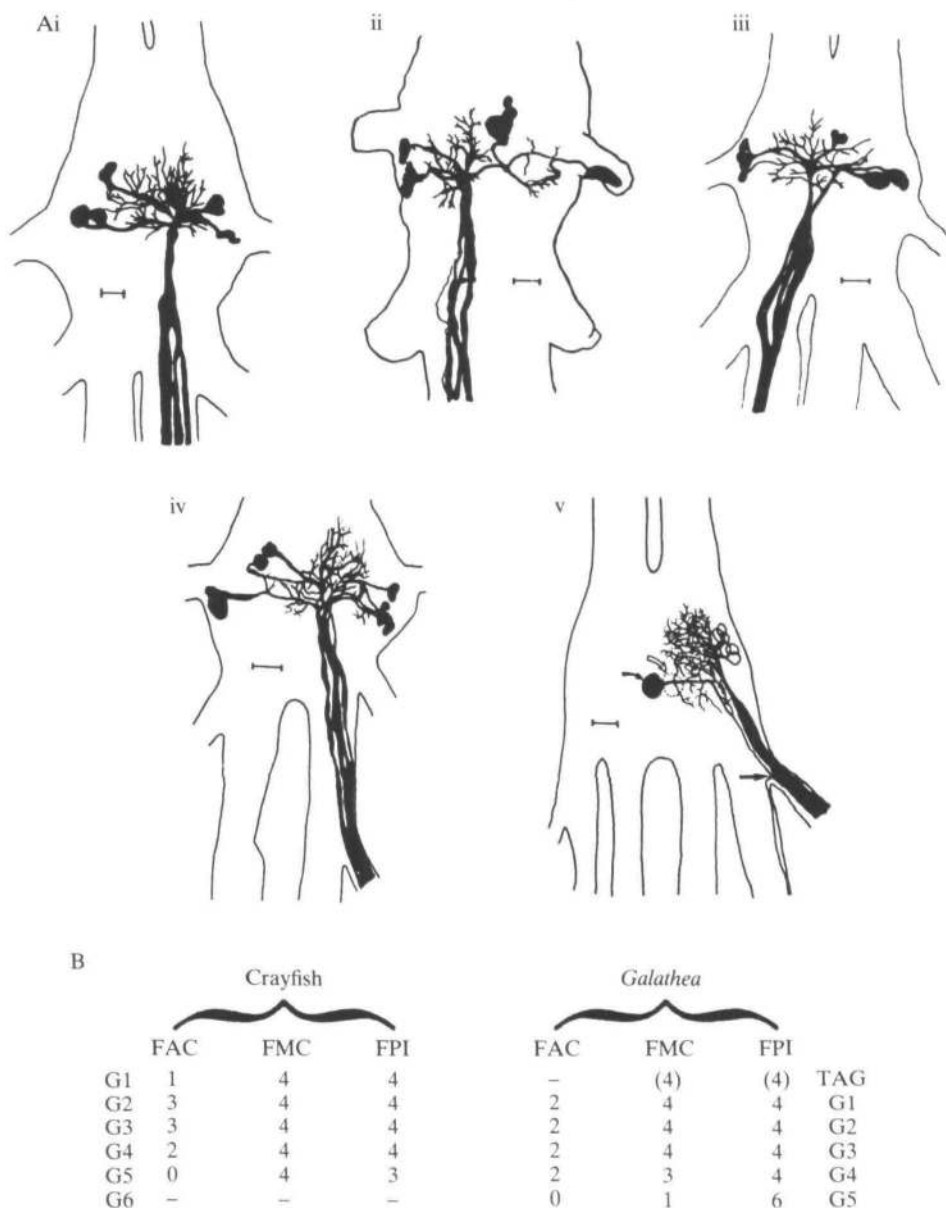 Ai
ii
iii
iv
v
B
Crayfish Galathea
FAC FMC FPI FAC FMC FPI
G1 1 4 4 – (4) (4) TAG
G2 3 4 4 2 4 4 G1
G3 3 4 4 2 4 4 G2
G4 2 4 4 2 4 4 G3
G5 0 4 3 2 3 4 G4
G6 – – – 0 1 6 G5